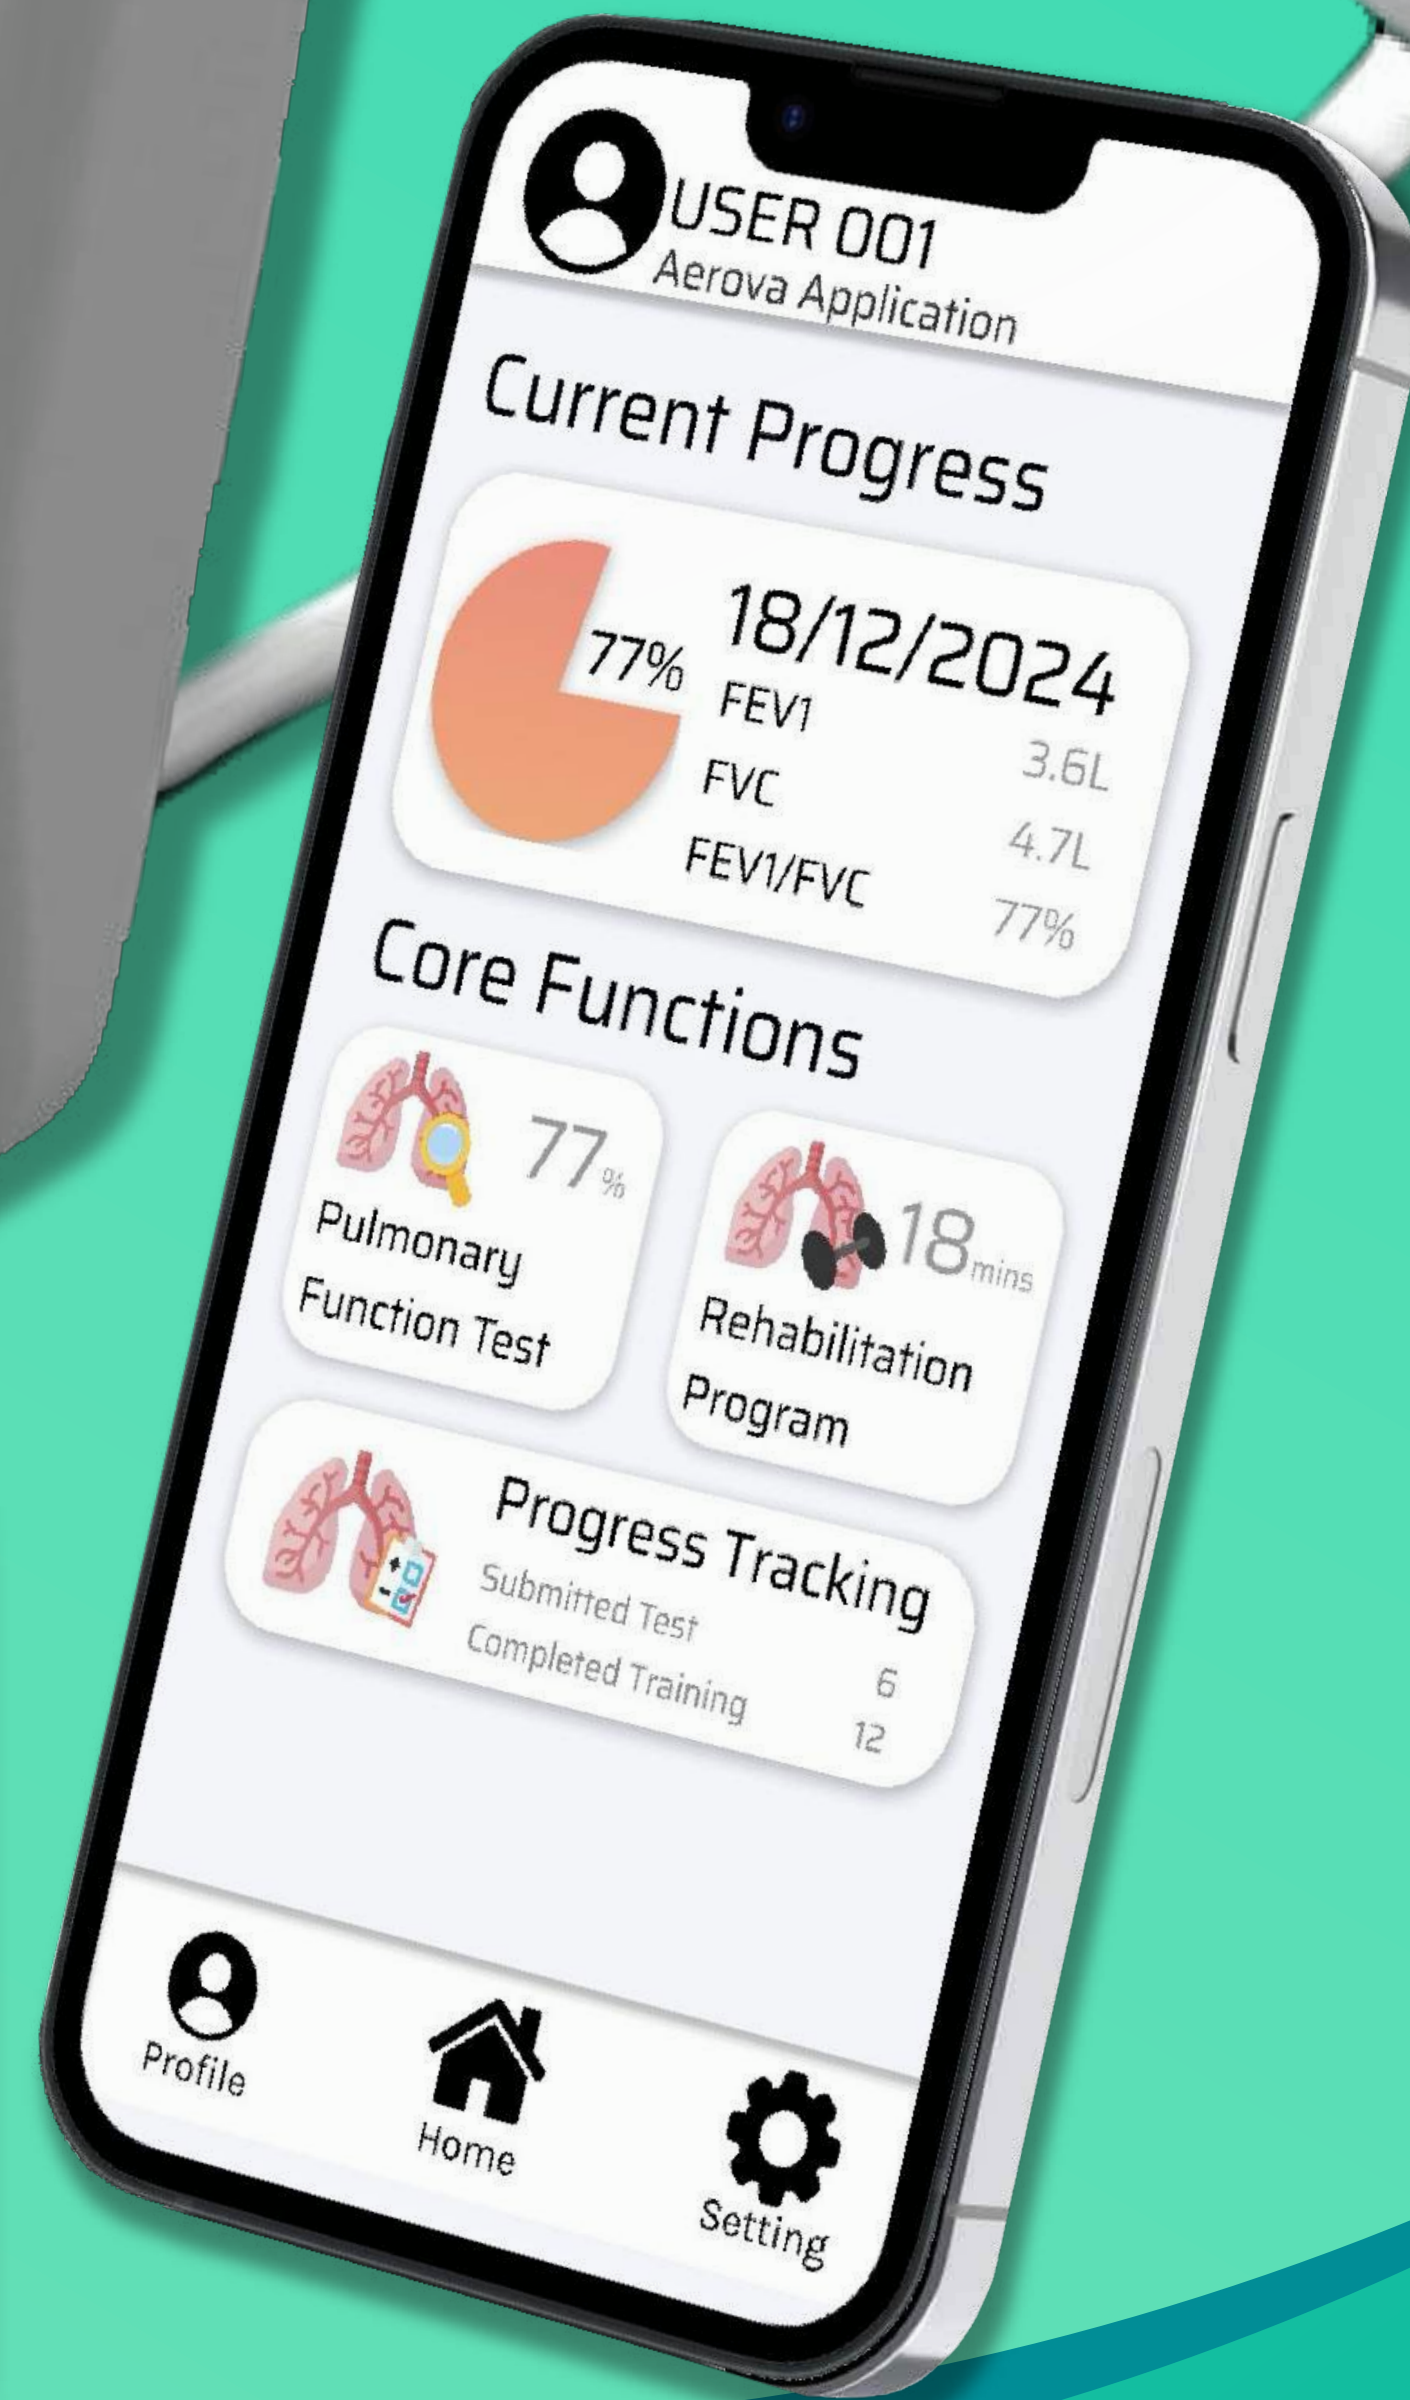 USER 001
Aerova Application
Current Progress
77%
18/12/2024
FEV1 3.6L
FVC 4.7L
FEV1/FVC 77%
Core Functions
77%
Pulmonary
Function Test
18mins
Rehabilitation
Program
Progress Tracking
Submitted Test 6
Completed Training 12
Profile
Home
Setting